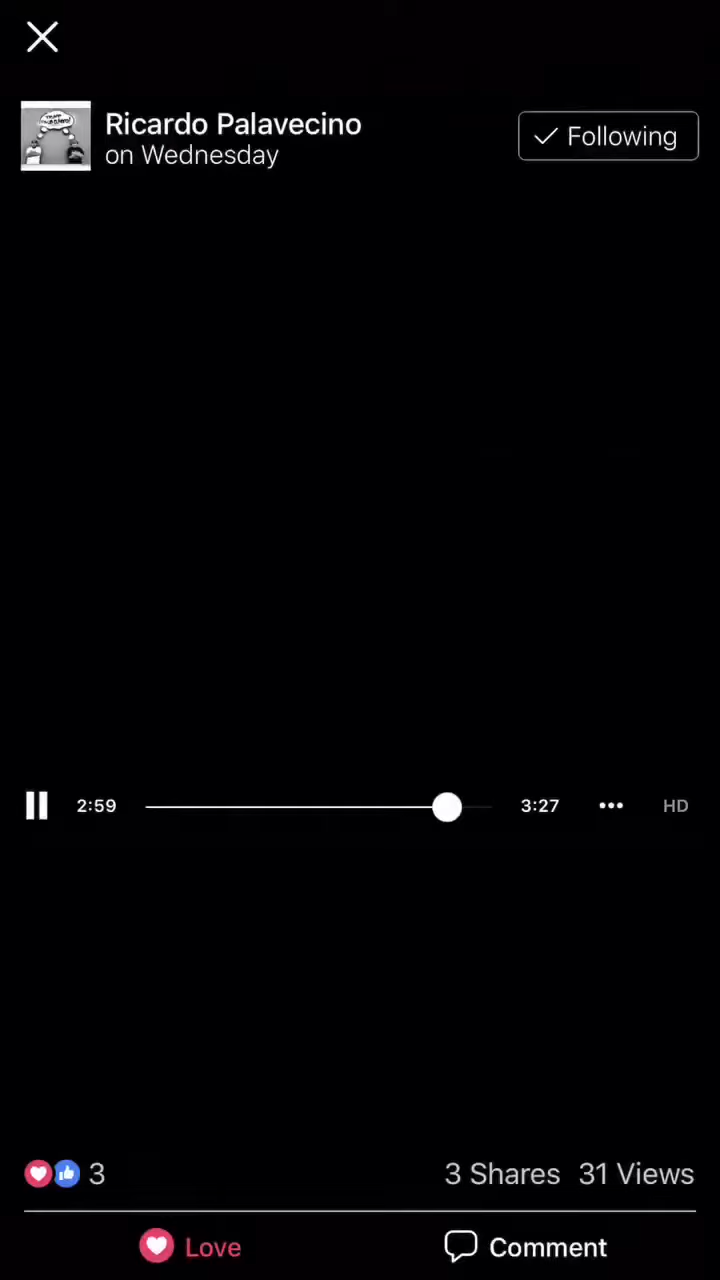 Ricardo Palavecino
on Wednesday
Following
2:59
3:27
HD
3
3 Shares
31 Views
Love
Comment